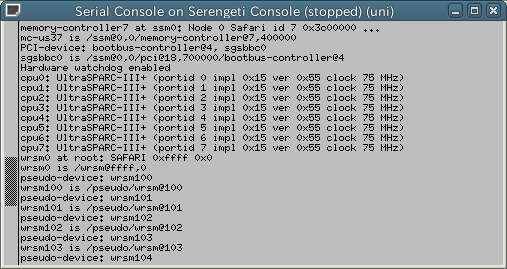 Serial Console on Serengeti Console (stopped) (uni)
memory-controller7 at ssm0: Node 0 Safari id 7 0x3c00000 ...
mc-us37 is /ssm@0,0/memory-controller@7,400000
PCI-device: bootbus-controller@4, sgsbbc0
sgsbbc0 is /ssm@0,0/pci@18,700000/bootbus-controller@4
Hardware watchdog enabled
cpu0: UltraSPARC-III+ (portid 0 impl 0x15 ver 0x55 clock 75 MHz)
cpu1: UltraSPARC-III+ (portid 1 impl 0x15 ver 0x55 clock 75 MHz)
cpu2: UltraSPARC-III+ (portid 2 impl 0x15 ver 0x55 clock 75 MHz)
cpu3: UltraSPARC-III+ (portid 3 impl 0x15 ver 0x55 clock 75 MHz)
cpu4: UltraSPARC-III+ (portid 4 impl 0x15 ver 0x55 clock 75 MHz)
cpu5: UltraSPARC-III+ (portid 5 impl 0x15 ver 0x55 clock 75 MHz)
cpu6: UltraSPARC-III+ (portid 6 impl 0x15 ver 0x55 clock 75 MHz)
cpu7: UltraSPARC-III+ (portid 7 impl 0x15 ver 0x55 clock 75 MHz)
wrsm0 at root: SAFARI 0xffff 0x0
wrsm0 is /wrsm@ffff,0
pseudo-device: wrsm100
wrsm100 is /pseudo/wrsm@100
pseudo-device: wrsm101
wrsm101 is /pseudo/wrsm@101
pseudo-device: wrsm102
wrsm102 is /pseudo/wrsm@102
pseudo-device: wrsm103
wrsm103 is /pseudo/wrsm@103
pseudo-device: wrsm104